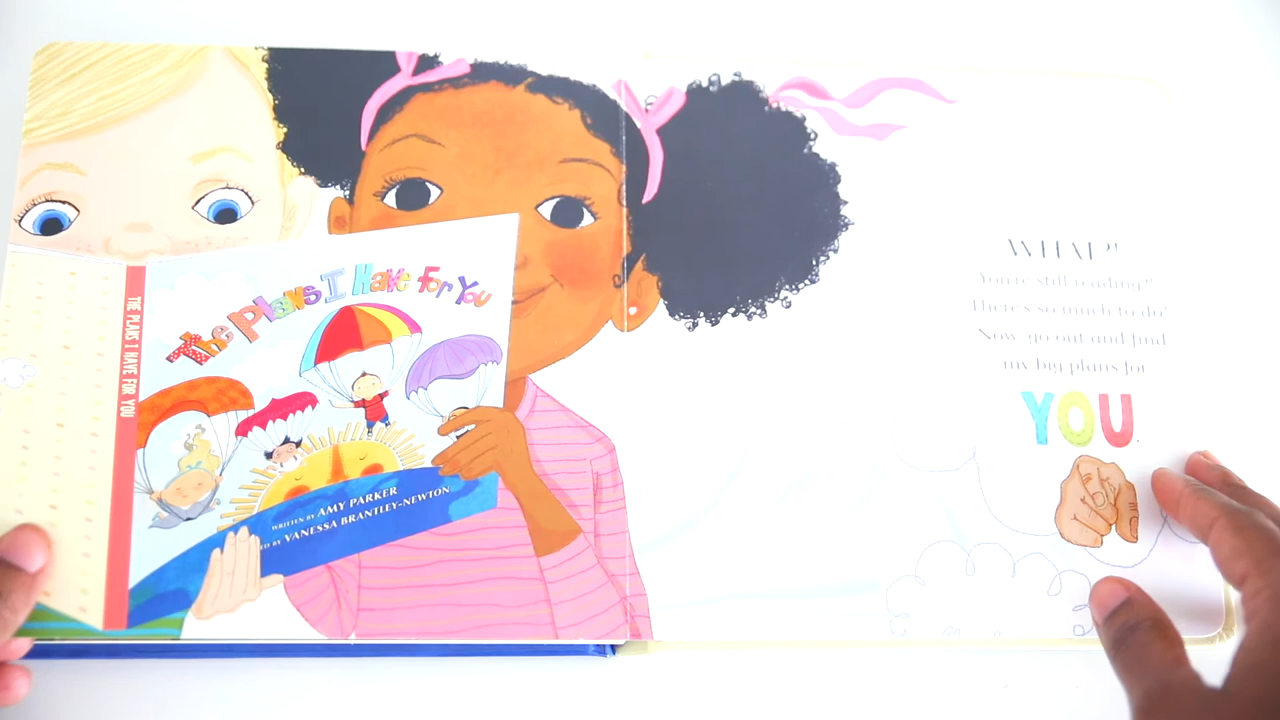 The Plans I Have For You
THE PLANS I HAVE FOR YOU
WRITTEN BY AMY PARKER
BY VANESSA BRANTLEY-NEWTON
WHAT?!
You're still reading?!
There's so much to do!
Now, go out and find
my big plans for
YOU.